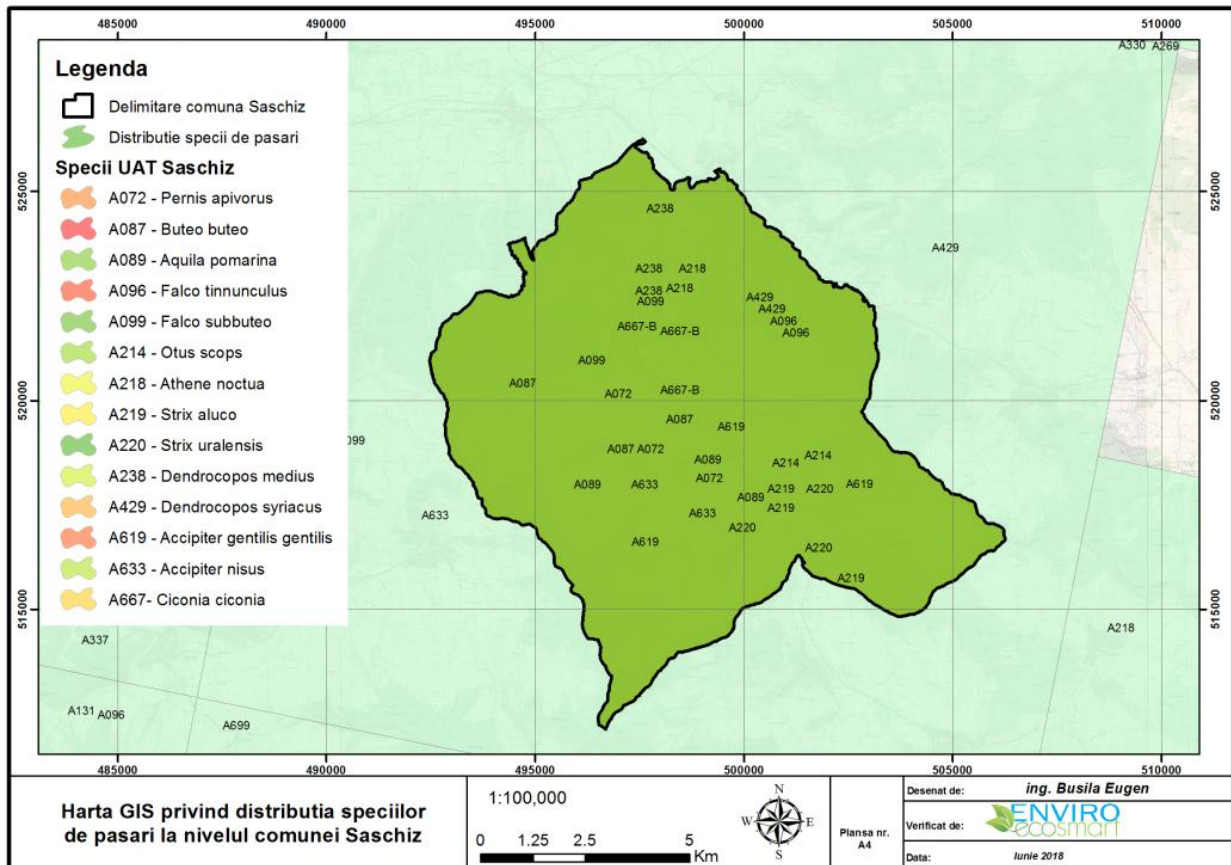 485000 490000 495000 500000 505000 510000
A330 A269
Legenda
Delimitare comuna Saschiz
Distributie specii de pasari
Specii UAT Saschiz
A072 - Pernis apivorus
A087 - Buteo buteo
A089 - Aquila pomarina
A096 - Falco tinnunculus
A099 - Falco subbuteo
A214 - Otus scops
A218 - Athene noctua
A219 - Strix aluco
A220 - Strix uralensis
A238 - Dendrocopos medius
A429 - Dendrocopos syriacus
A619 - Accipiter gentilis gentilis
A633 - Accipiter nisus
A667- Ciconia ciconia
525000 525000
A238
A429
A238 A218
A238 A218
A099
A429
A429
A096
A096
A667-B A667-B
A099
A087
A072 A667-B
520000 520000
A087 A619
099
A087 A072
A089
A072
A214 A214
A089 A633
A089
A219 A220 A619
A219
A633
A633
A220
A619
A220
A219
515000 515000
A218
A337
A131 A096
A699
485000 490000 495000 500000 505000 510000
Harta GIS privind distributia speciilor
de pasari la nivelul comunei Saschiz
1:100,000
0 1.25 2.5 5
Km
N
W E
S
Plansa nr.
A4
Desenat de: ing. Busila Eugen
Verificat de: ENVIRO
ecosmart
Data: Iunie 2018